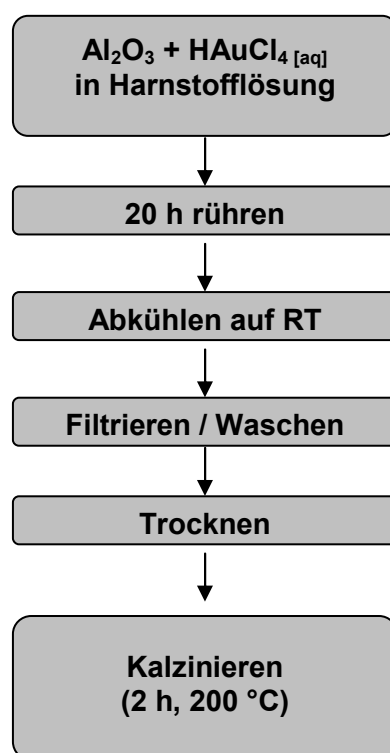 Al₂O₃ + HAuCl₄ [aq]
in Harnstofflösung
20 h rühren
Abkühlen auf RT
Filtrieren / Waschen
Trocknen
Kalzinieren
(2 h, 200 °C)